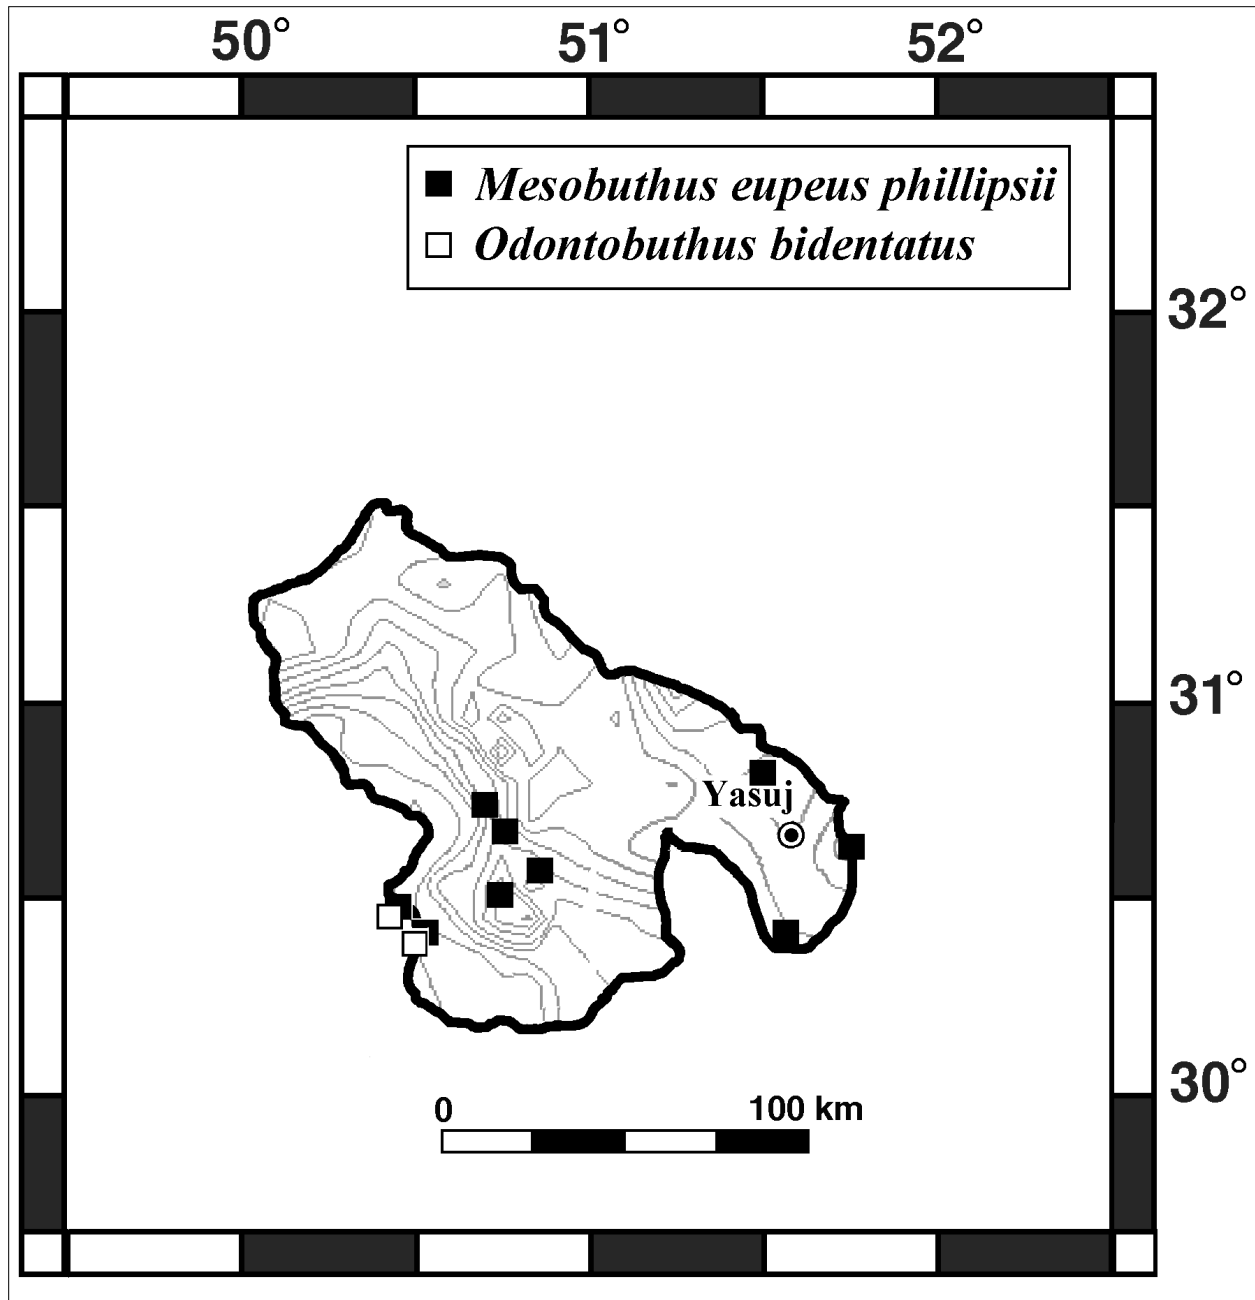 50° 51° 52°
Mesobuthus eupeus phillipsii
Odontobuthus bidentatus
32°
31°
Yasuj
30°
0 100 km